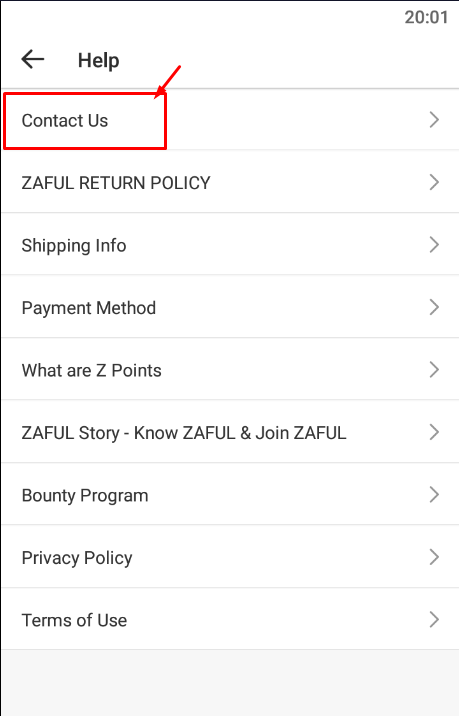 20:01
Help
Contact Us
ZAFUL RETURN POLICY
Shipping Info
Payment Method
What are Z Points
ZAFUL Story - Know ZAFUL & Join ZAFUL
Bounty Program
Privacy Policy
Terms of Use